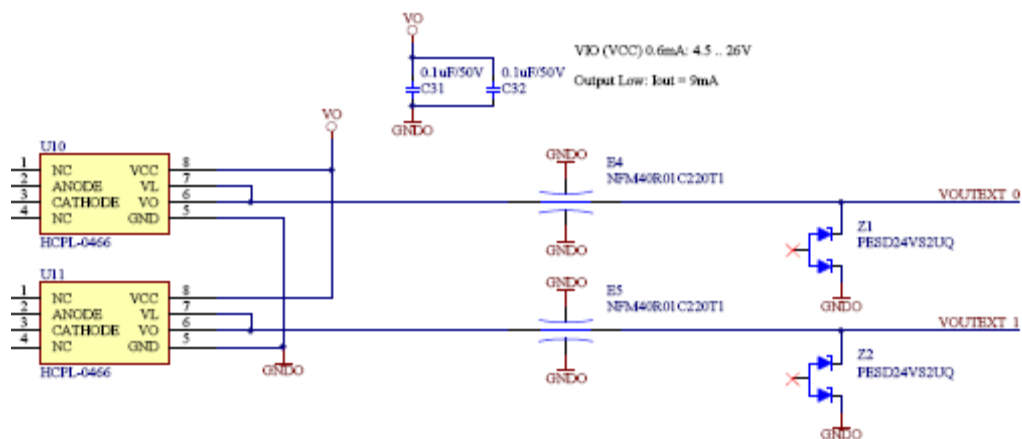 VO
VIO (VCC) 0.6mA: 4.5 .. 26V
0.1uF/50V 0.1uF/50V
C31 C32
Output Low: Iout = 9mA
VO
GNDO
U10
1 NC VCC 8
2 ANODE VL 7
3 CATHODE VO 6
4 NC GND 5
HCPL-0466
GNDO
E4
NFM40R01C220T1
GNDO
VOUTEXT_0
Z1
PESD24VS2UQ
GNDO
U11
1 NC VCC 8
2 ANODE VL 7
3 CATHODE VO 6
4 NC GND 5
HCPL-0466
GNDO
GNDO
E5
NFM40R01C220T1
GNDO
VOUTEXT_1
Z2
PESD24VS2UQ
GNDO